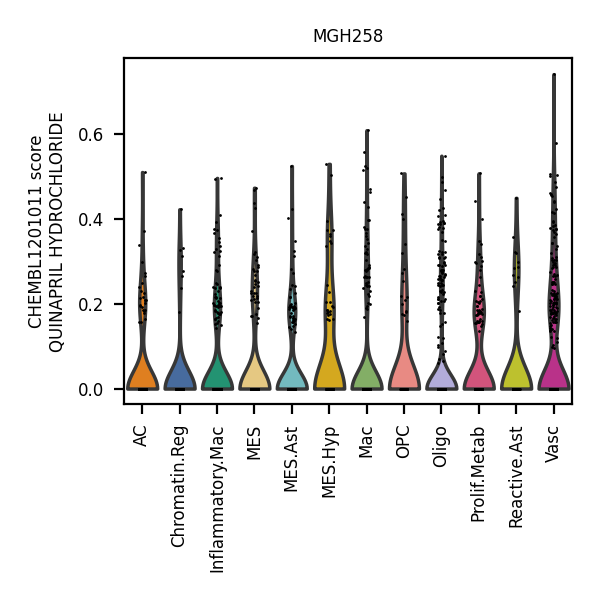 MGH258
CHEMBL1201011 score
QUINAPRIL HYDROCHLORIDE
0.6
0.4
0.2
0.0
AC
Chromatin.Reg
Inflammatory.Mac
MES
MES.Ast
MES.Hyp
Mac
OPC
Oligo
Prolif.Metab
Reactive.Ast
Vasc